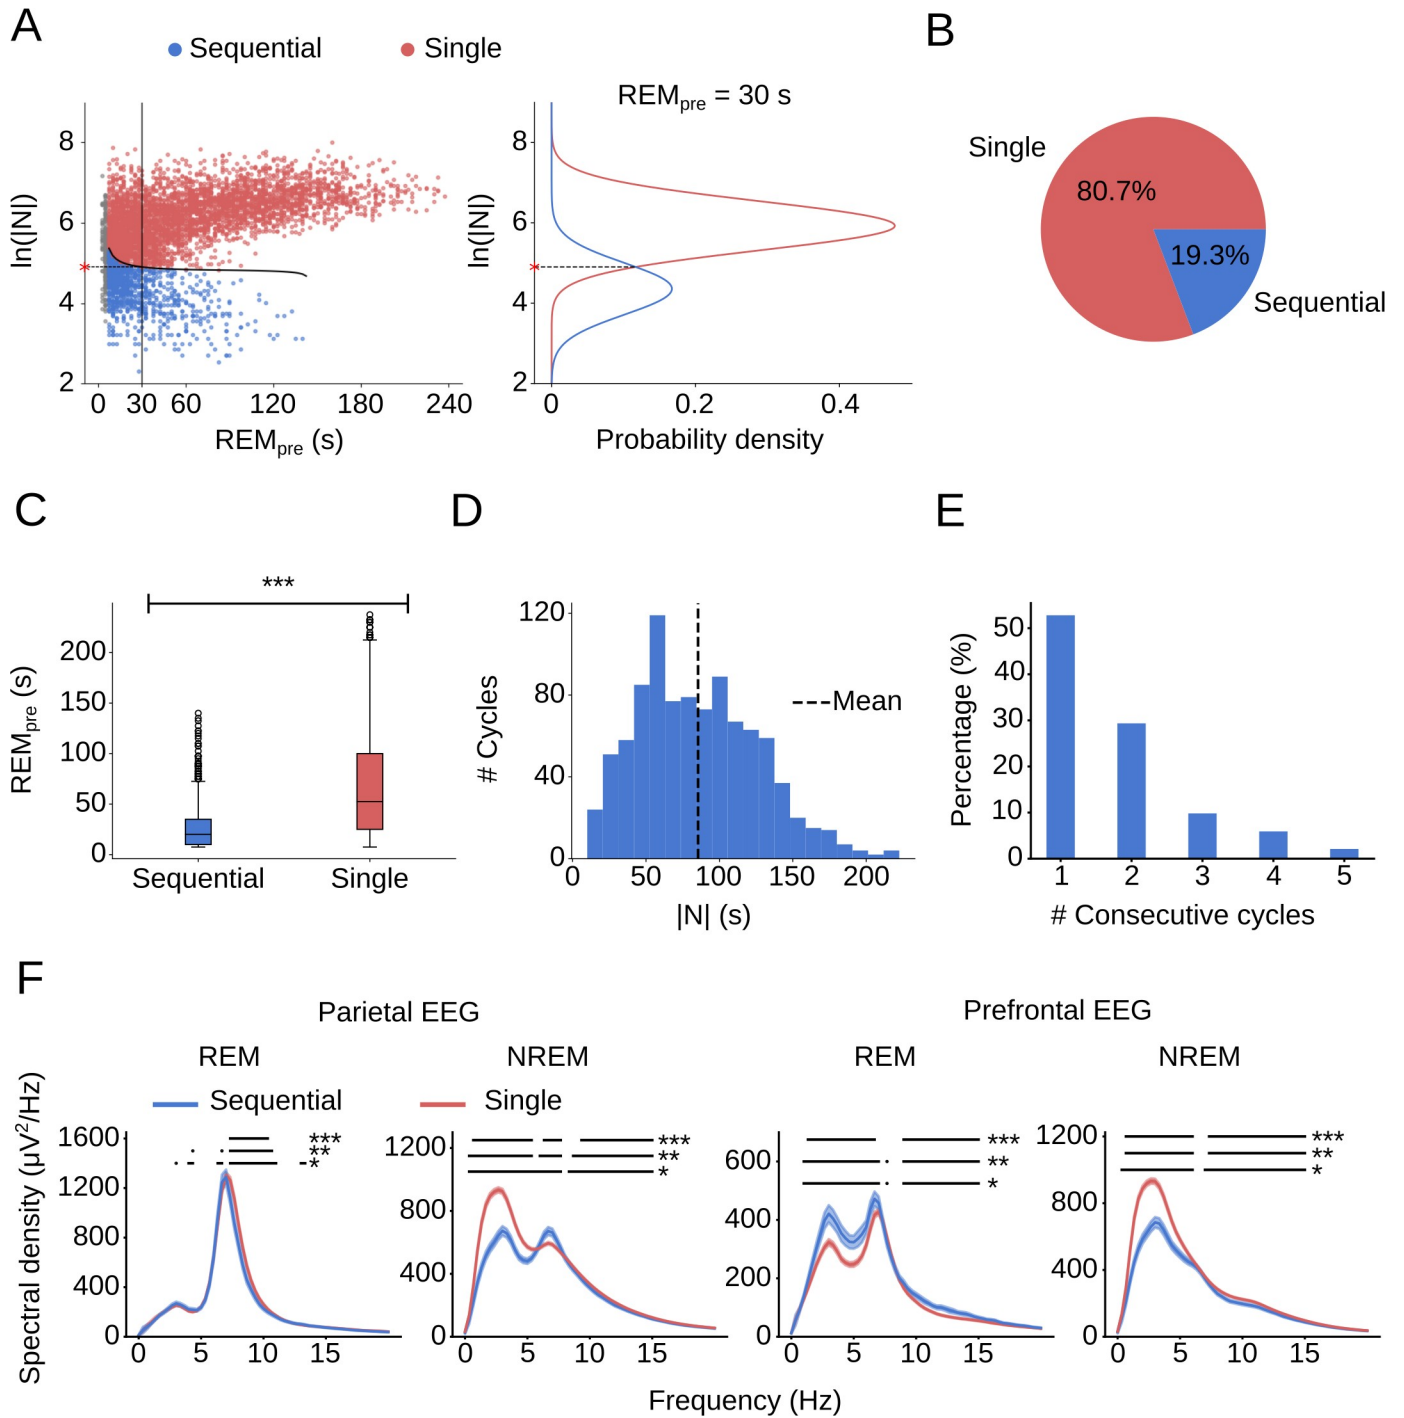 A
B
Sequential
Single
REMpre = 30 s
ln(|N|)
8
6
4
2
0
30
60
120
180
240
REMpre (s)
ln(|N|)
8
6
4
2
0
0.2
0.4
Probability density
Single
80.7%
19.3%
Sequential
C
D
E
***
REMpre (s)
200
150
100
50
0
Sequential
Single
# Cycles
120
80
40
0
Mean
0
50
100
150
200
|N| (s)
Percentage (%)
50
40
30
20
10
0
1
2
3
4
5
# Consecutive cycles
F
Parietal EEG
Prefrontal EEG
REM
NREM
REM
NREM
Sequential
Single
Spectral density (µV²/Hz)
1600
1200
800
400
0
***
**
*
0
5
10
15
1200
800
400
0
***
**
*
0
5
10
15
600
400
200
0
***
**
*
0
5
10
15
1200
800
400
0
***
**
*
0
5
10
15
Frequency (Hz)